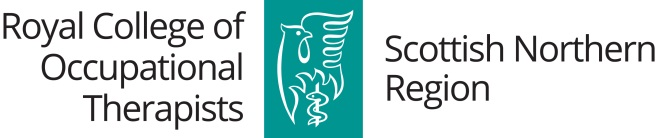 Royal College of
Occupational
Therapists
Scottish Northern
Region